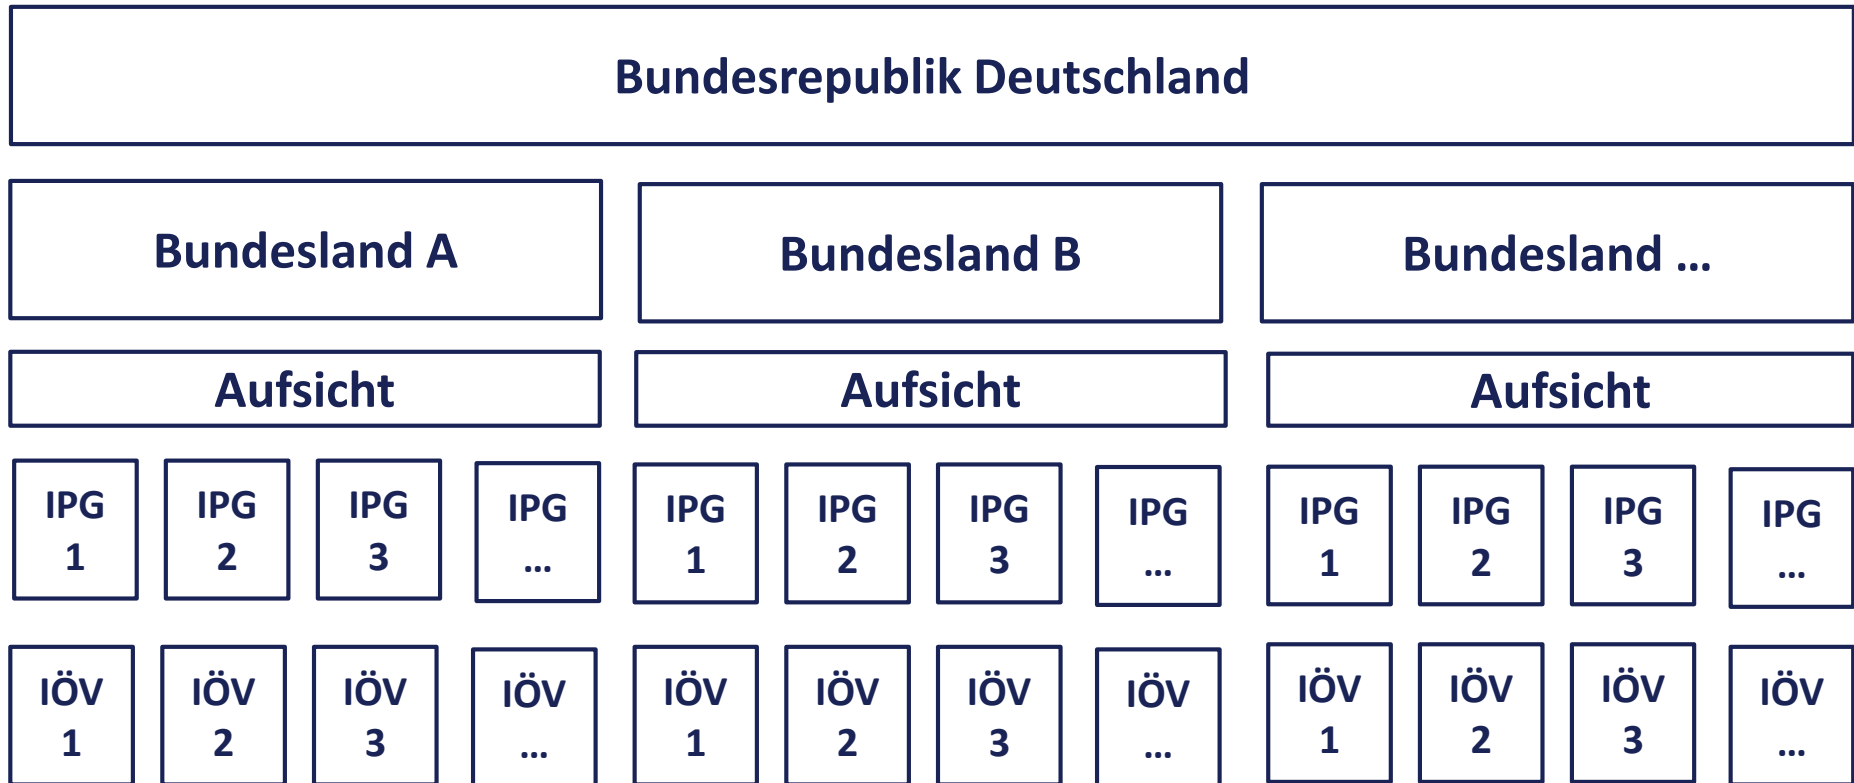 Bundesrepublik Deutschland
Bundesland A
Bundesland B
Bundesland ...
Aufsicht
Aufsicht
Aufsicht
IPG
1
IPG
2
IPG
3
IPG
...
IPG
1
IPG
2
IPG
3
IPG
...
IPG
1
IPG
2
IPG
3
IPG
...
IÖV
1
IÖV
2
IÖV
3
IÖV
...
IÖV
1
IÖV
2
IÖV
3
IÖV
...
IÖV
1
IÖV
2
IÖV
3
IÖV
...